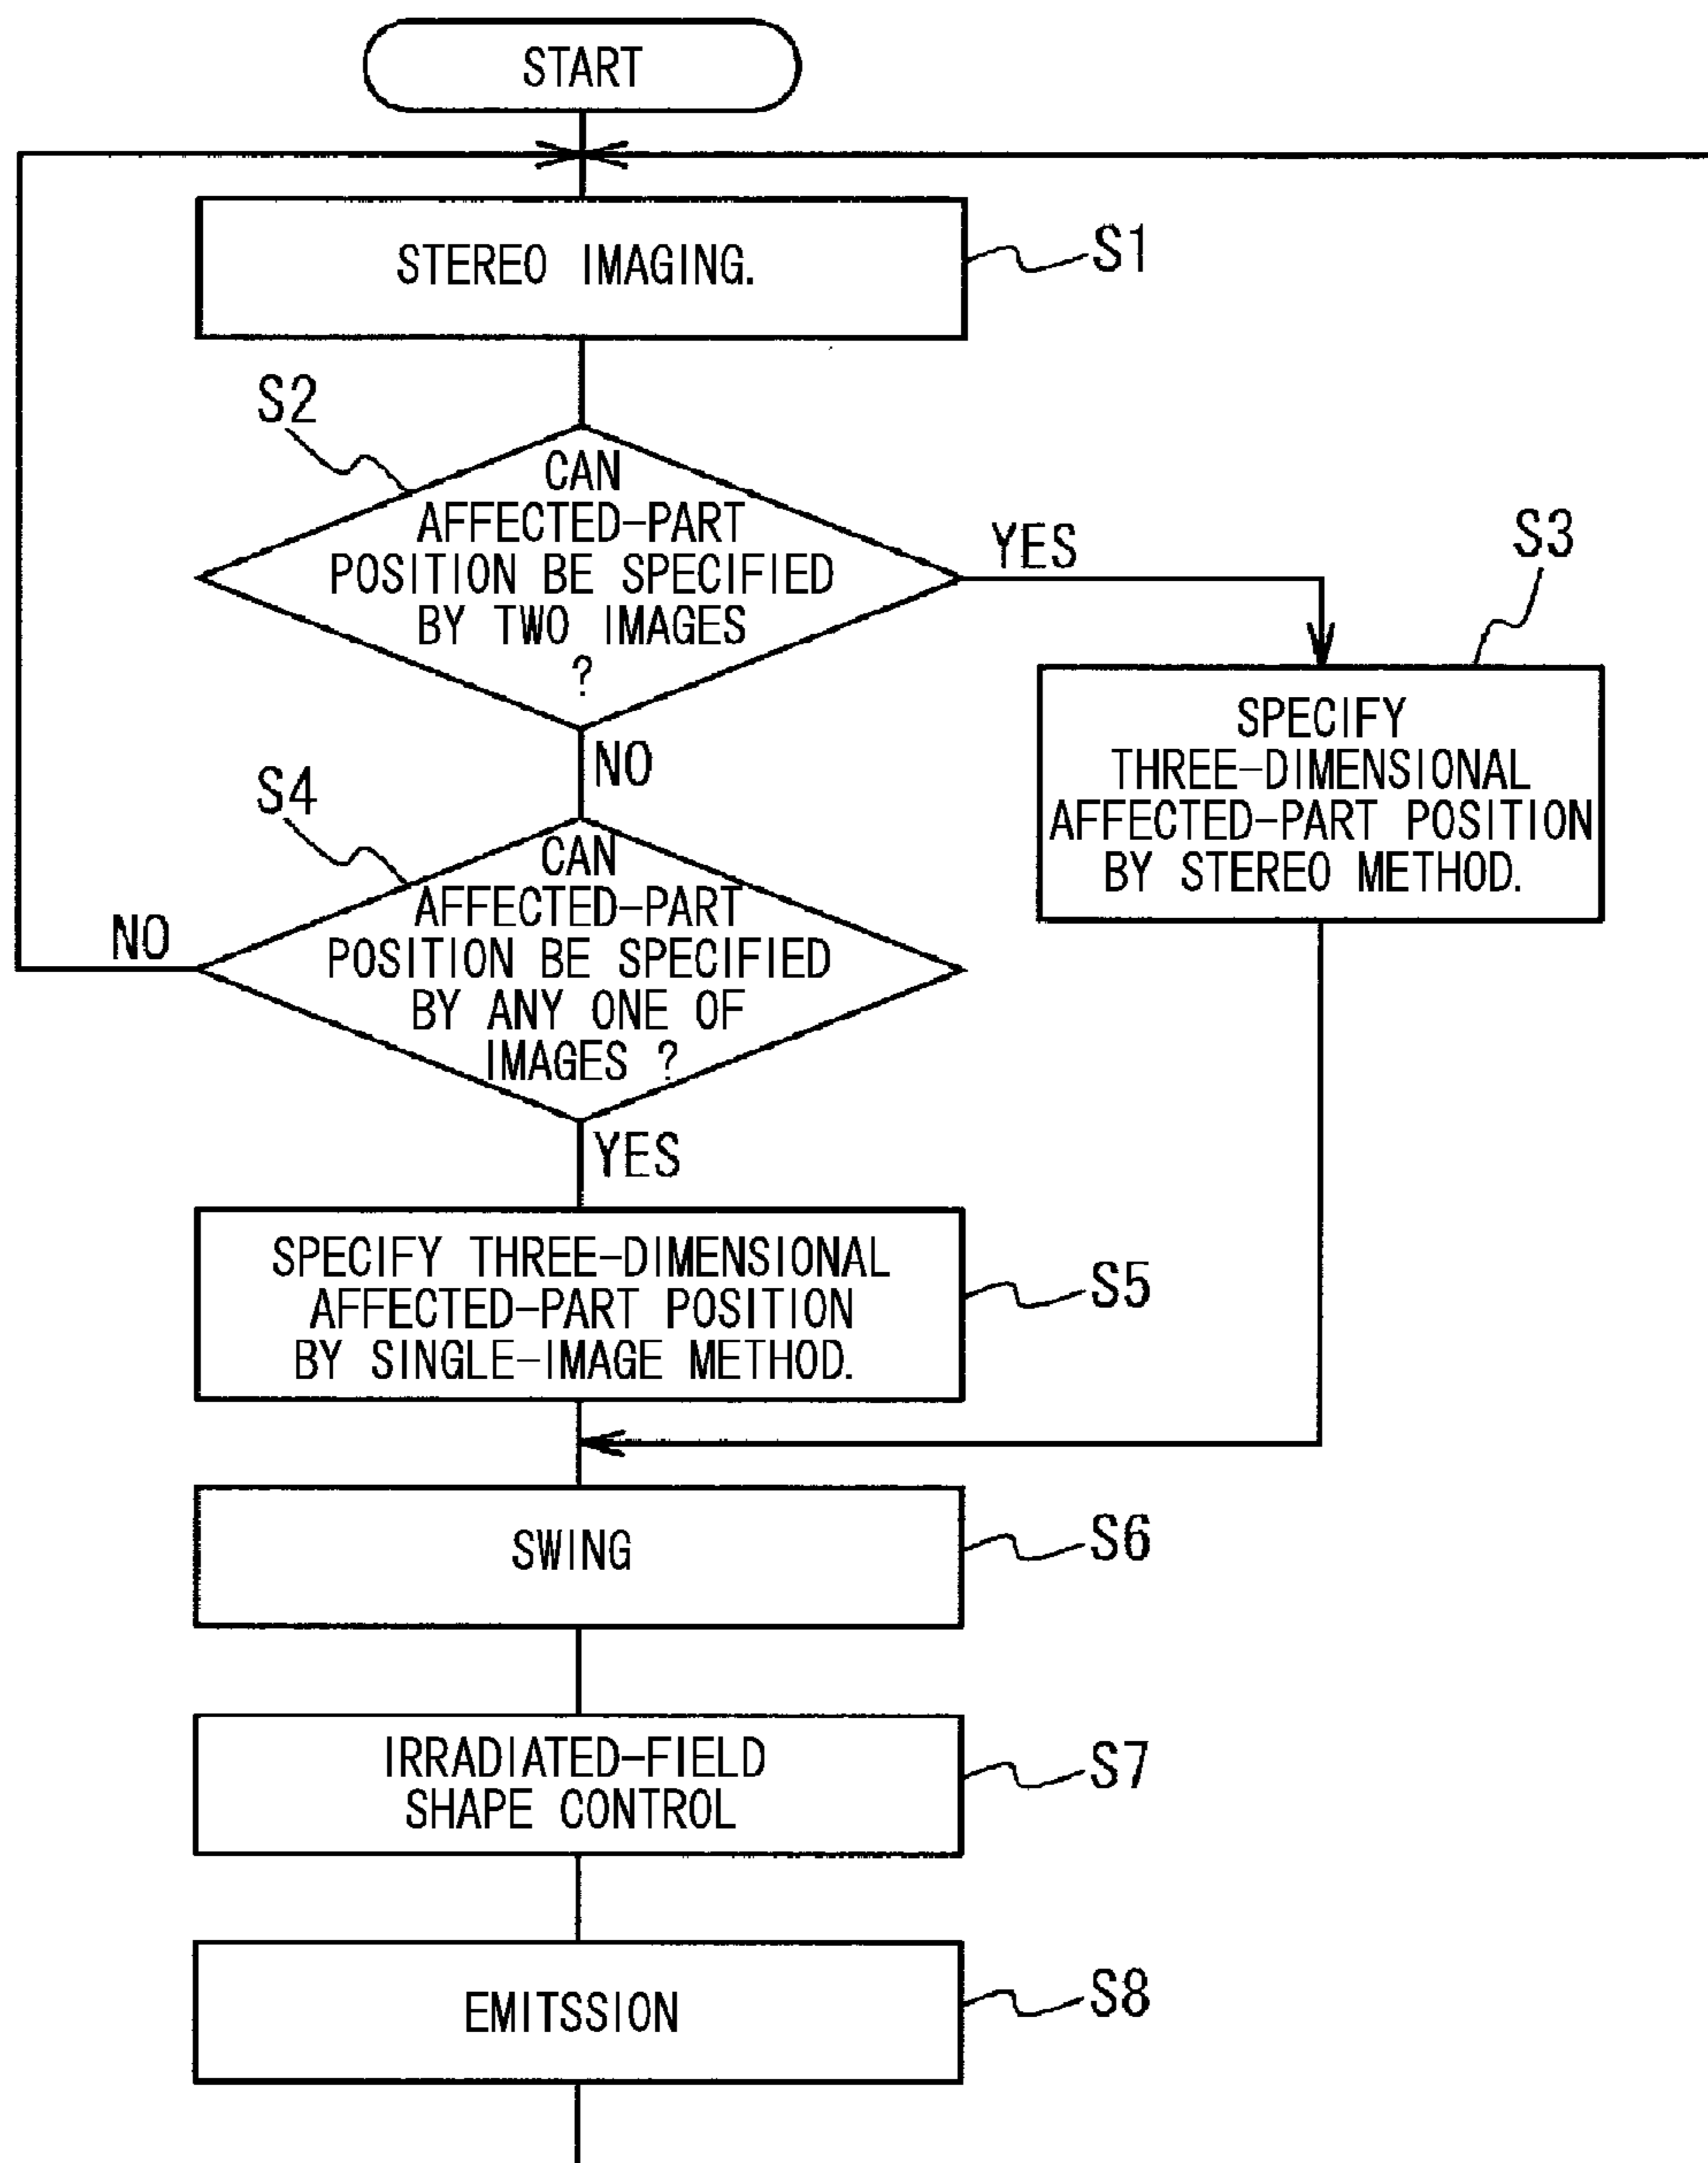 START
STEREO IMAGING.
S1
S2
CAN
AFFECTED-PART
POSITION BE SPECIFIED
BY TWO IMAGES
?
YES
S3
SPECIFY
THREE-DIMENSIONAL
AFFECTED-PART POSITION
BY STEREO METHOD.
NO
S4
CAN
AFFECTED-PART
POSITION BE SPECIFIED
BY ANY ONE OF
IMAGES ?
NO
YES
SPECIFY THREE-DIMENSIONAL
AFFECTED-PART POSITION
BY SINGLE-IMAGE METHOD.
S5
SWING
S6
IRRADIATED-FIELD
SHAPE CONTROL
S7
EMITSSION
S8